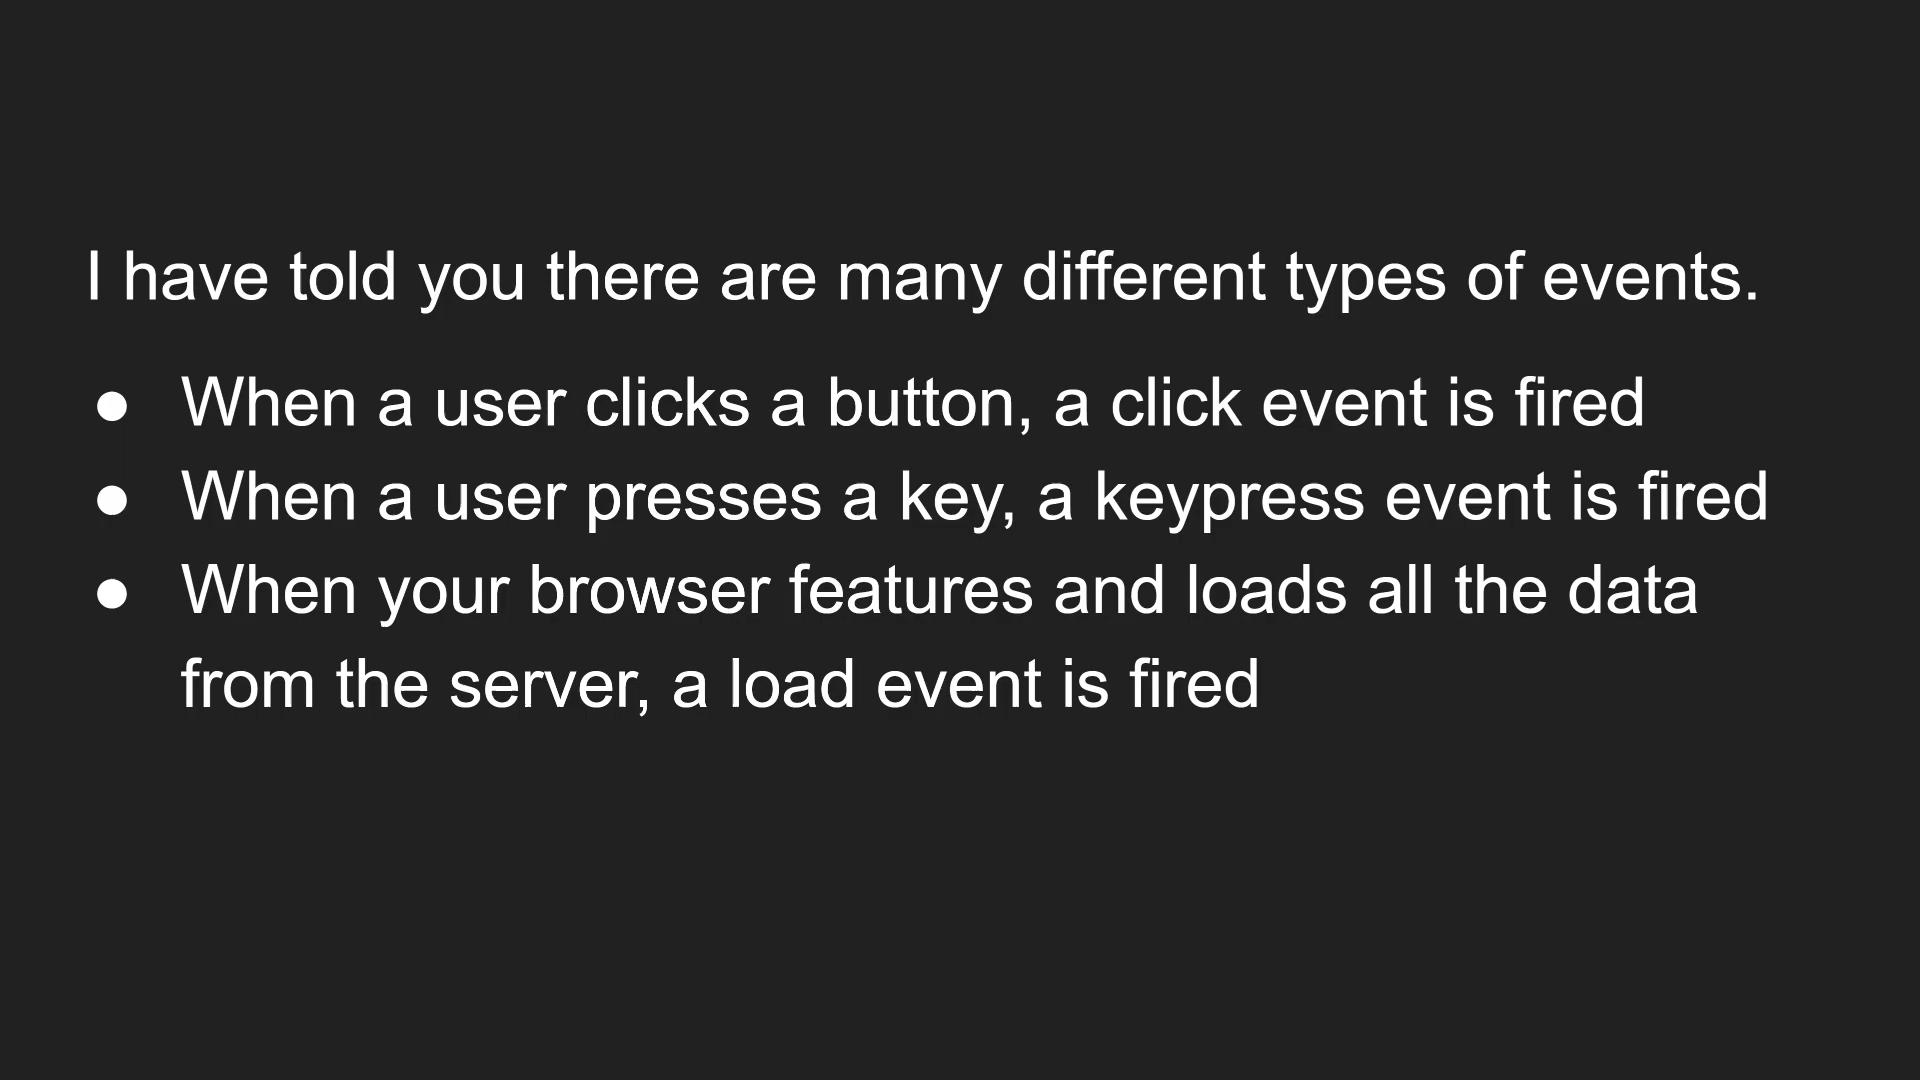 I have told you there are many different types of events.
● When a user clicks a button, a click event is fired
● When a user presses a key, a keypress event is fired
● When your browser features and loads all the data
from the server, a load event is fired